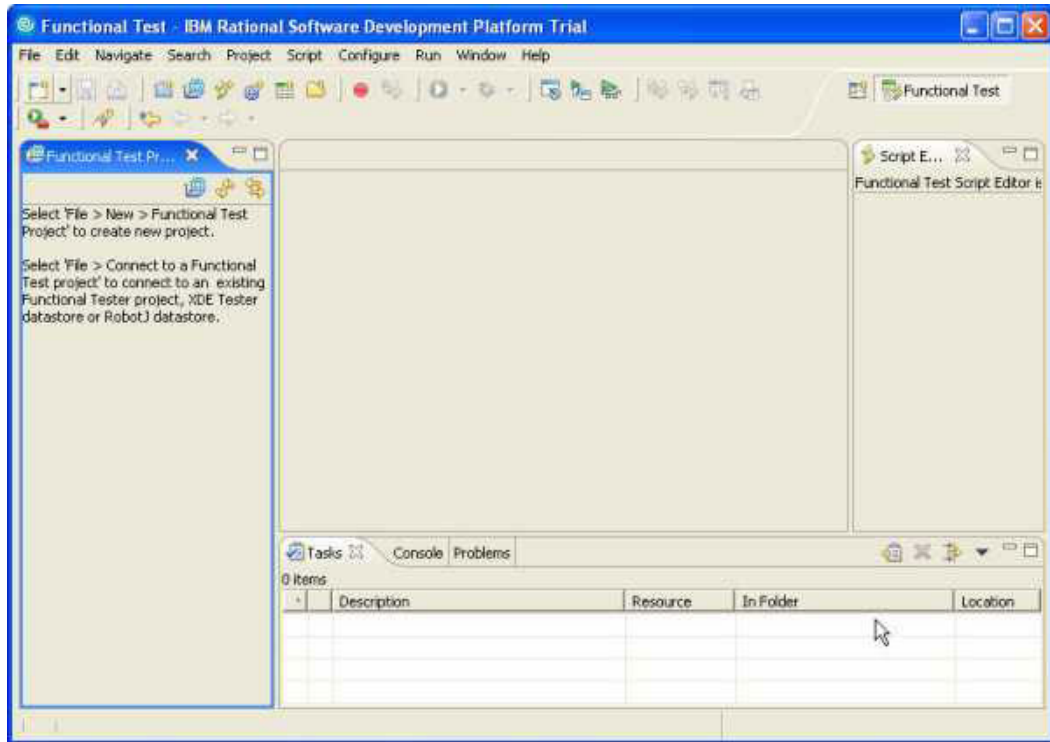 Functional Test - IBM Rational Software Development Platform Trial
File Edit Navigate Search Project Script Configure Run Window Help
Functional Test
Functional Test Pr...
Script E...
Functional Test Script Editor is
Select 'File > New > Functional Test
Project' to create new project.
Select 'File > Connect to a Functional
Test project' to connect to an existing
Functional Tester project, XDE Tester
datastore or RobotJ datastore.
Tasks Console Problems
0 items
Description Resource In Folder Location